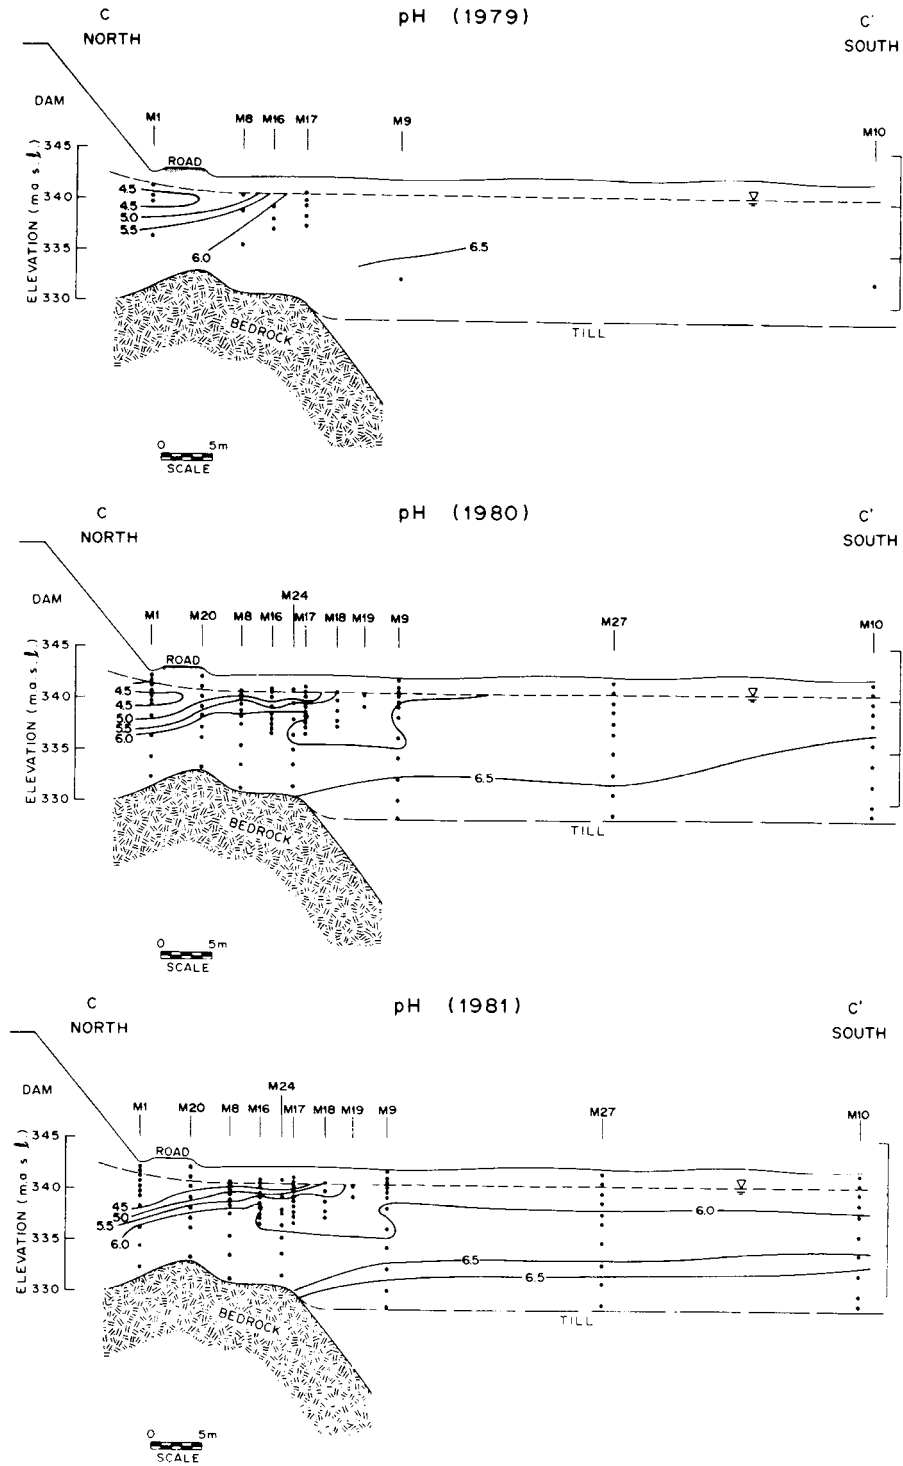 pH (1979)
C
NORTH
C'
SOUTH
DAM
M1
M8
M16
M17
M9
M10
ROAD
ELEVATION (m a s.l.)
345
340
335
330
4.5
4.5
5.0
5.5
6.0
6.5
BEDROCK
TILL
0 5m
SCALE
pH (1980)
C
NORTH
C'
SOUTH
DAM
M24
M1
M20
M8
M16
M17
M18
M19
M9
M27
M10
ROAD
ELEVATION (m a. s.l.)
345
340
335
330
4.5
4.5
5.0
5.5
6.0
6.5
BEDROCK
TILL
0 5m
SCALE
pH (1981)
C
NORTH
C'
SOUTH
DAM
M24
M1
M20
M8
M16
M17
M18
M19
M9
M27
M10
ROAD
ELEVATION (m a s.l.)
345
340
335
330
4.5
5.0
5.5
6.0
6.0
6.5
6.5
BEDROCK
TILL
0 5m
SCALE